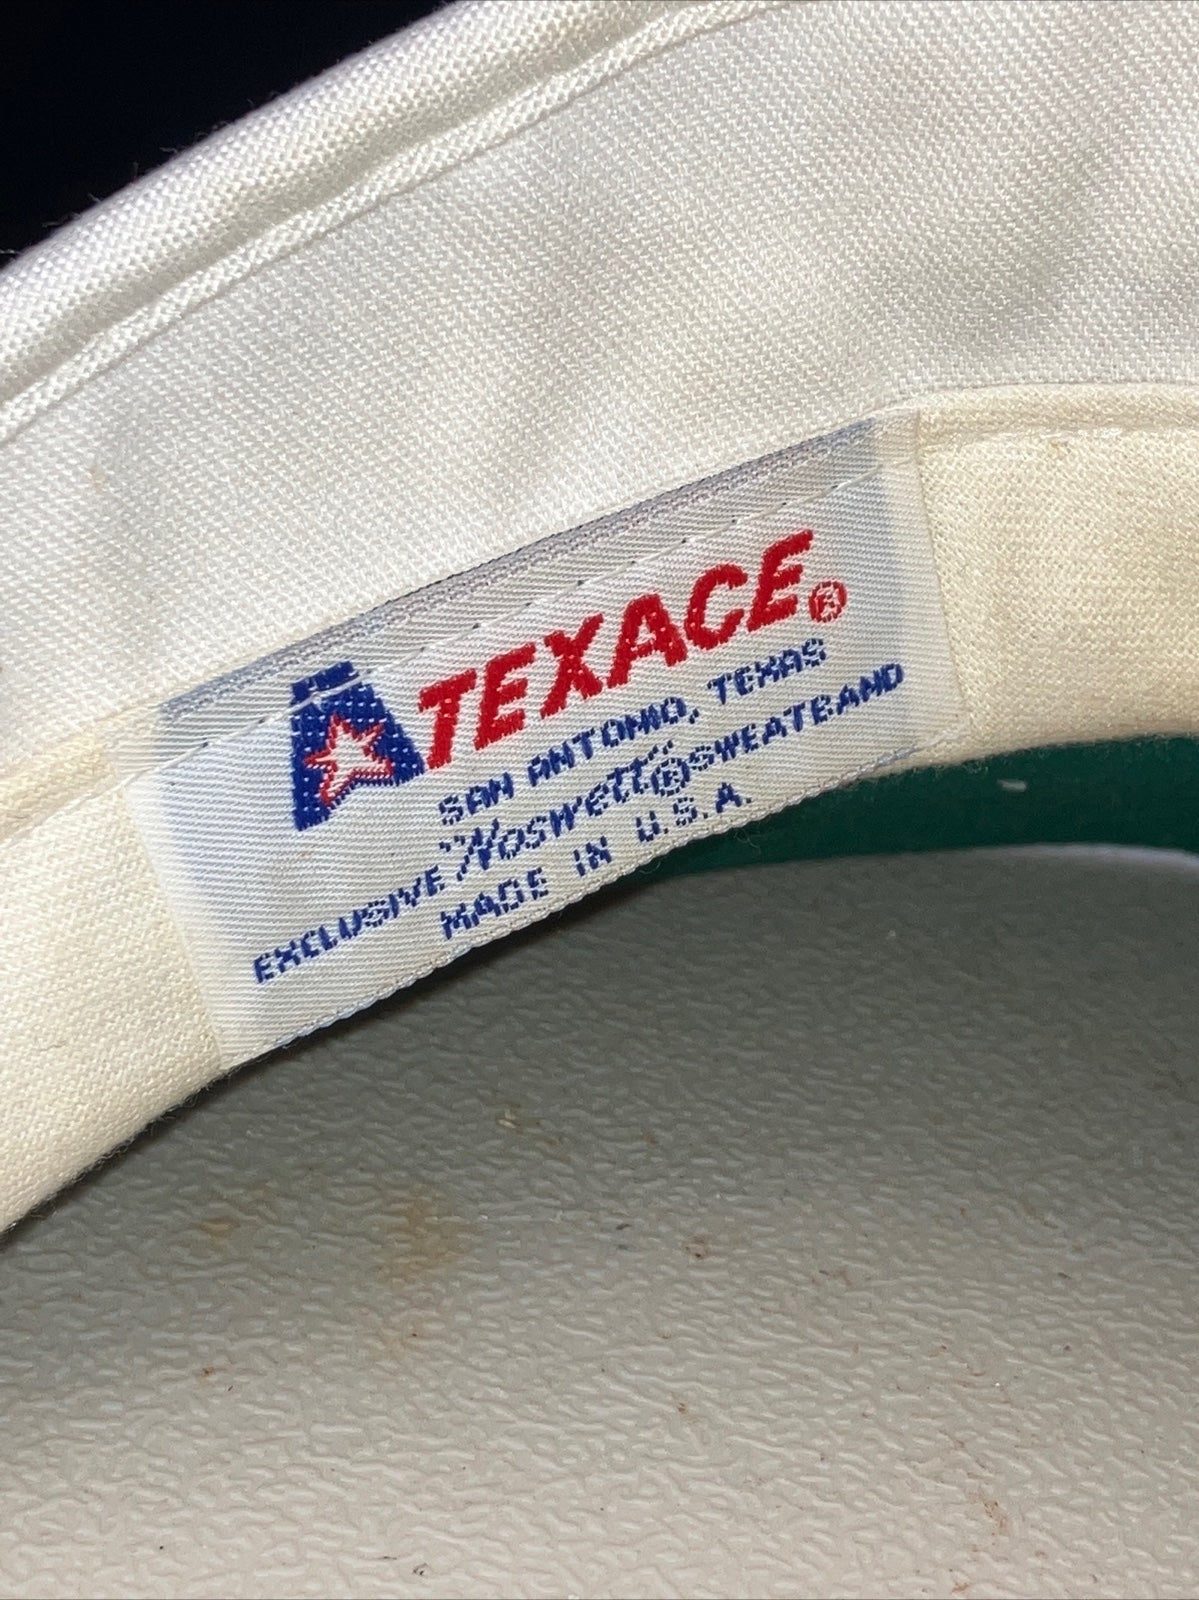 TEXACE®
SAN ANTONIO, TEXAS
EXCLUSIVE Noswett® SWEATBAND
MADE IN U.S.A.